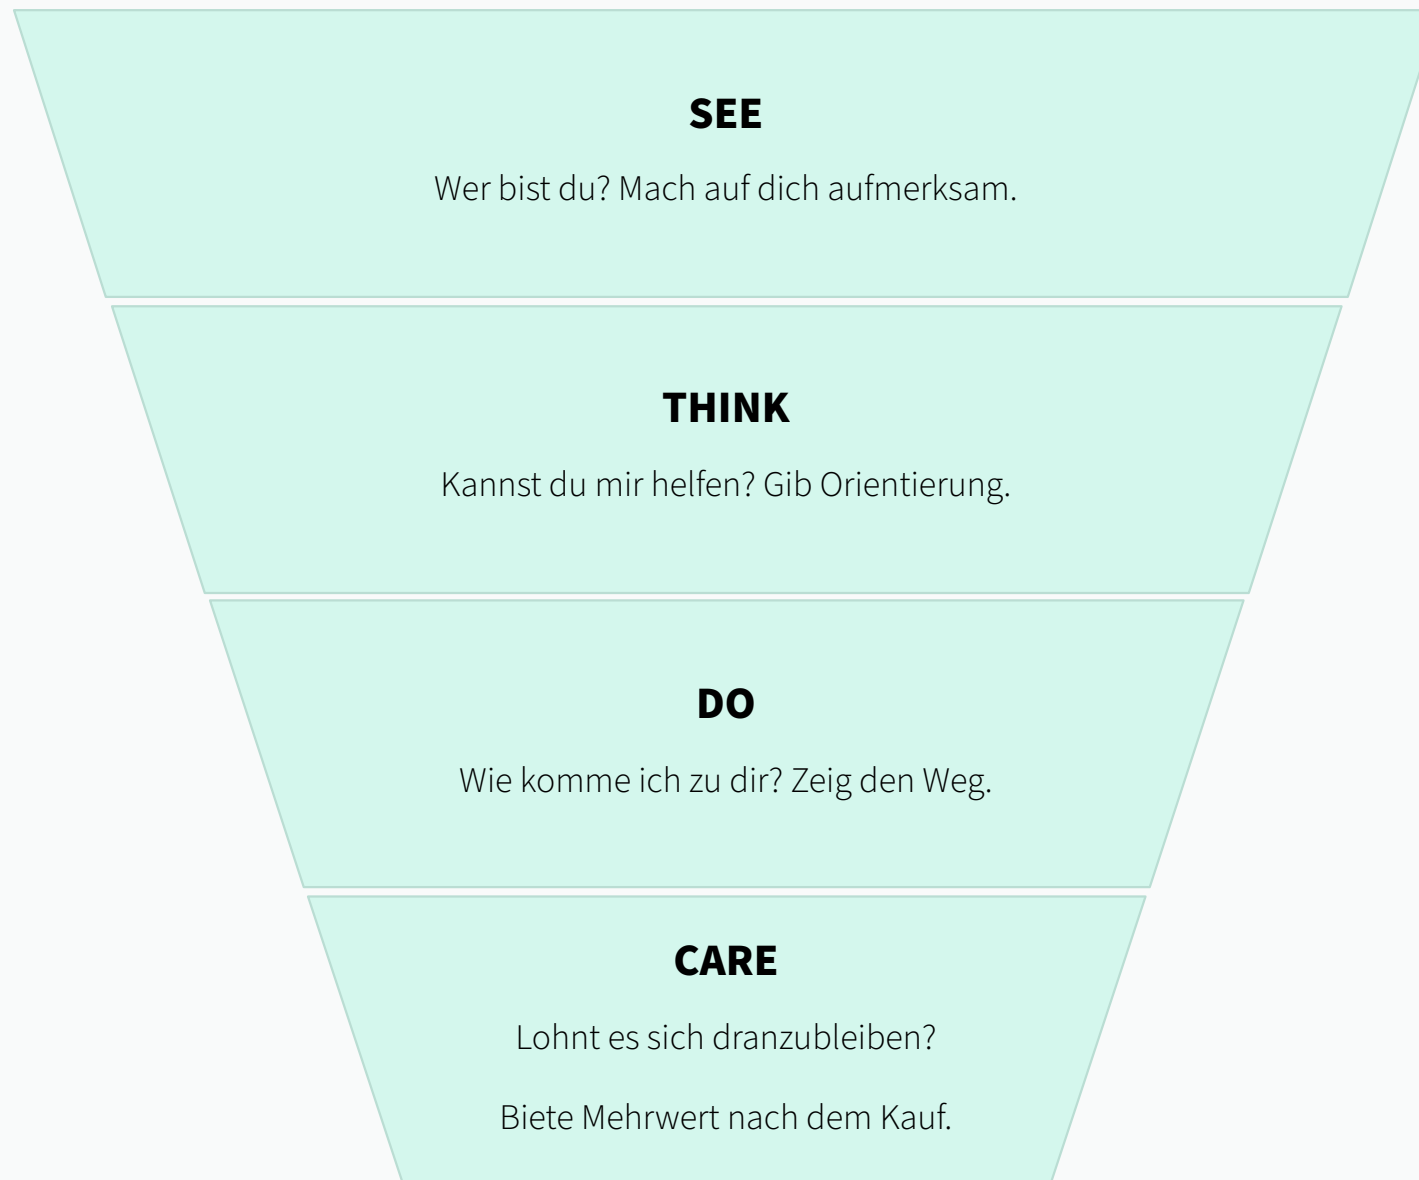 SEE
Wer bist du? Mach auf dich aufmerksam.
THINK
Kannst du mir helfen? Gib Orientierung.
DO
Wie komme ich zu dir? Zeig den Weg.
CARE
Lohnt es sich dranzubleiben?
Biete Mehrwert nach dem Kauf.